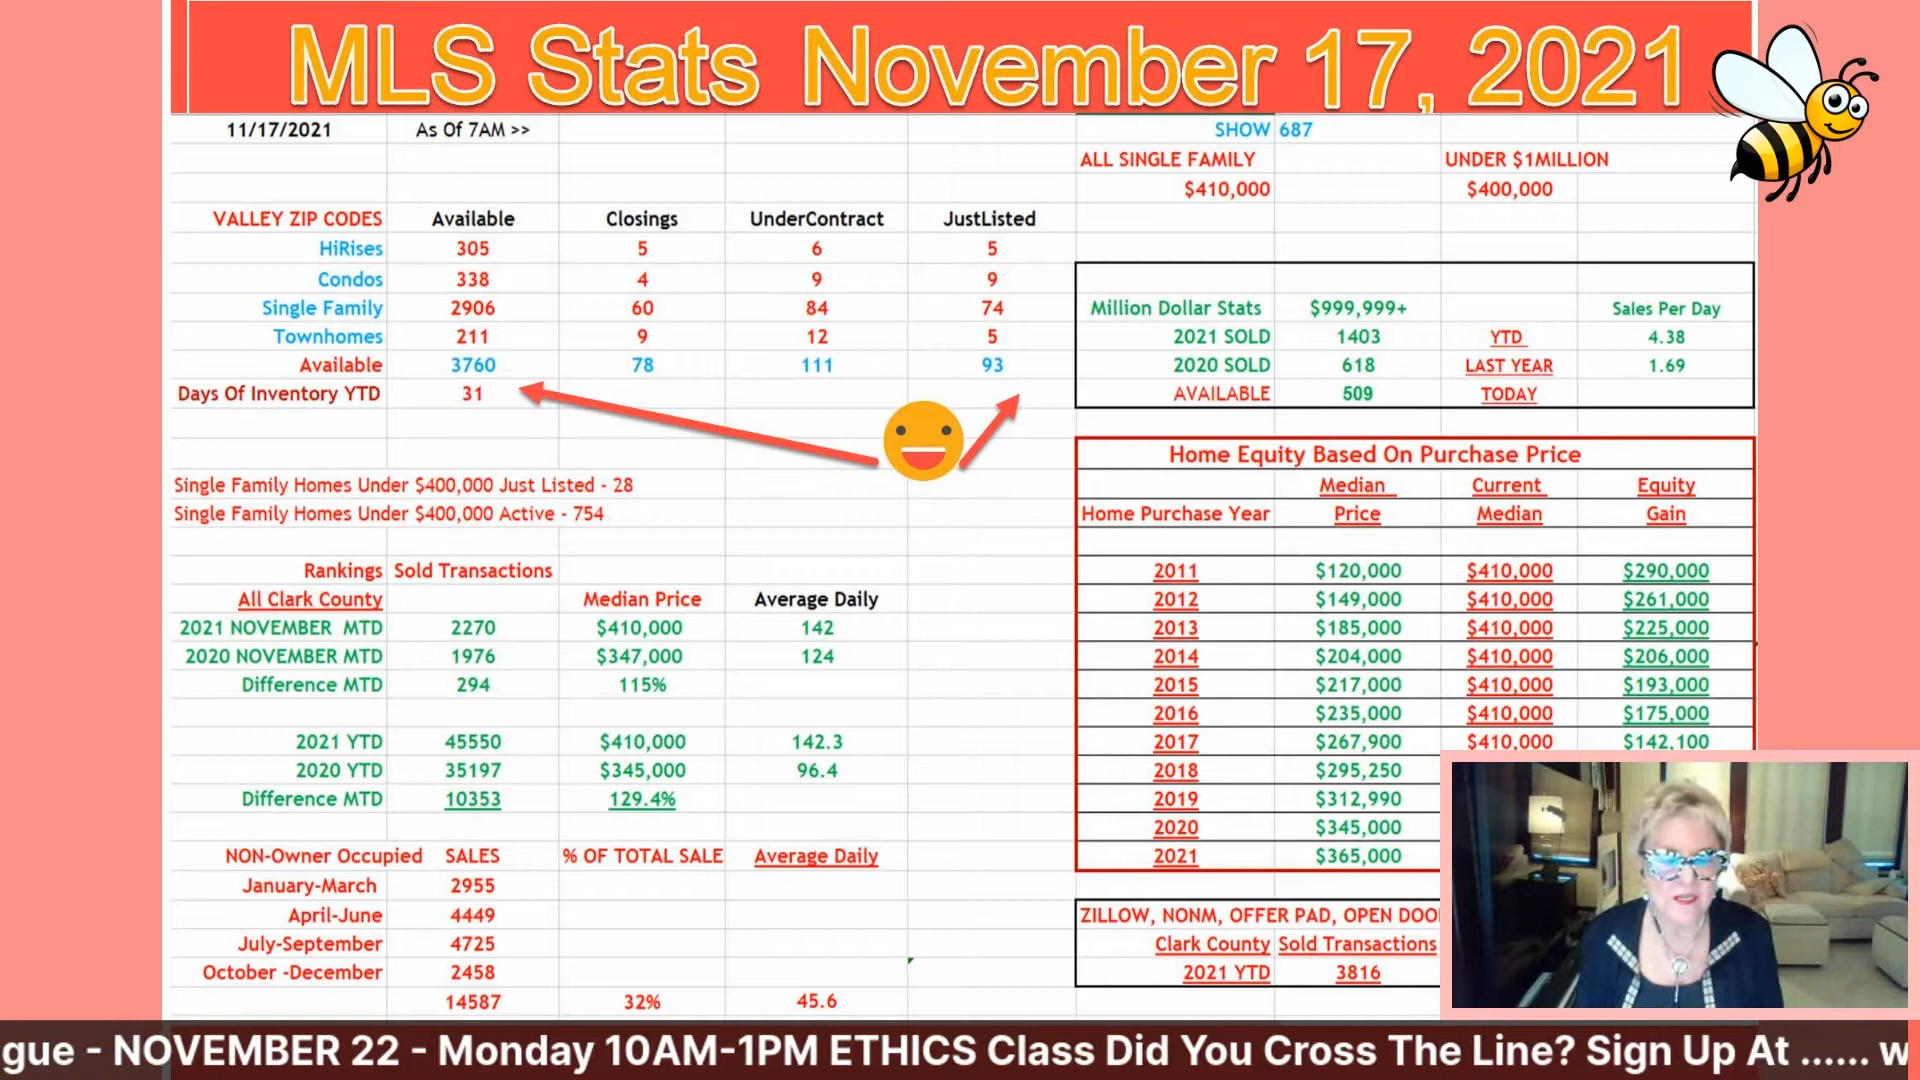 MLS Stats November 17, 2021
11/17/2021 As Of 7AM >> SHOW 687
ALL SINGLE FAMILY UNDER $1MILLION
$410,000 $400,000
VALLEY ZIP CODES Available Closings UnderContract JustListed
HiRises 305 5 6 5
Condos 338 4 9 9
Single Family 2906 60 84 74
Townhomes 211 9 12 5
Available 3760 78 111 93
Days Of Inventory YTD 31
Million Dollar Stats $999,999+ Sales Per Day
2021 SOLD 1403 YTD 4.38
2020 SOLD 618 LAST YEAR 1.69
AVAILABLE 509 TODAY
Single Family Homes Under $400,000 Just Listed - 28
Single Family Homes Under $400,000 Active - 754
Rankings Sold Transactions
All Clark County Median Price Average Daily
2021 NOVEMBER MTD 2270 $410,000 142
2020 NOVEMBER MTD 1976 $347,000 124
Difference MTD 294 115%
2021 YTD 45550 $410,000 142.3
2020 YTD 35197 $345,000 96.4
Difference MTD 10353 129.4%
NON-Owner Occupied SALES % OF TOTAL SALE Average Daily
January-March 2955
April-June 4449
July-September 4725
October -December 2458
14587 32% 45.6
Home Equity Based On Purchase Price
Median Current Equity
Home Purchase Year Price Median Gain
2011 $120,000 $410,000 $290,000
2012 $149,000 $410,000 $261,000
2013 $185,000 $410,000 $225,000
2014 $204,000 $410,000 $206,000
2015 $217,000 $410,000 $193,000
2016 $235,000 $410,000 $175,000
2017 $267,900 $410,000 $142,100
2018 $295,250
2019 $312,990
2020 $345,000
2021 $365,000
ZILLOW, NONM, OFFER PAD, OPEN DOO
Clark County Sold Transactions
2021 YTD 3816
gue - NOVEMBER 22 - Monday 10AM-1PM ETHICS Class Did You Cross The Line? Sign Up At ...... w